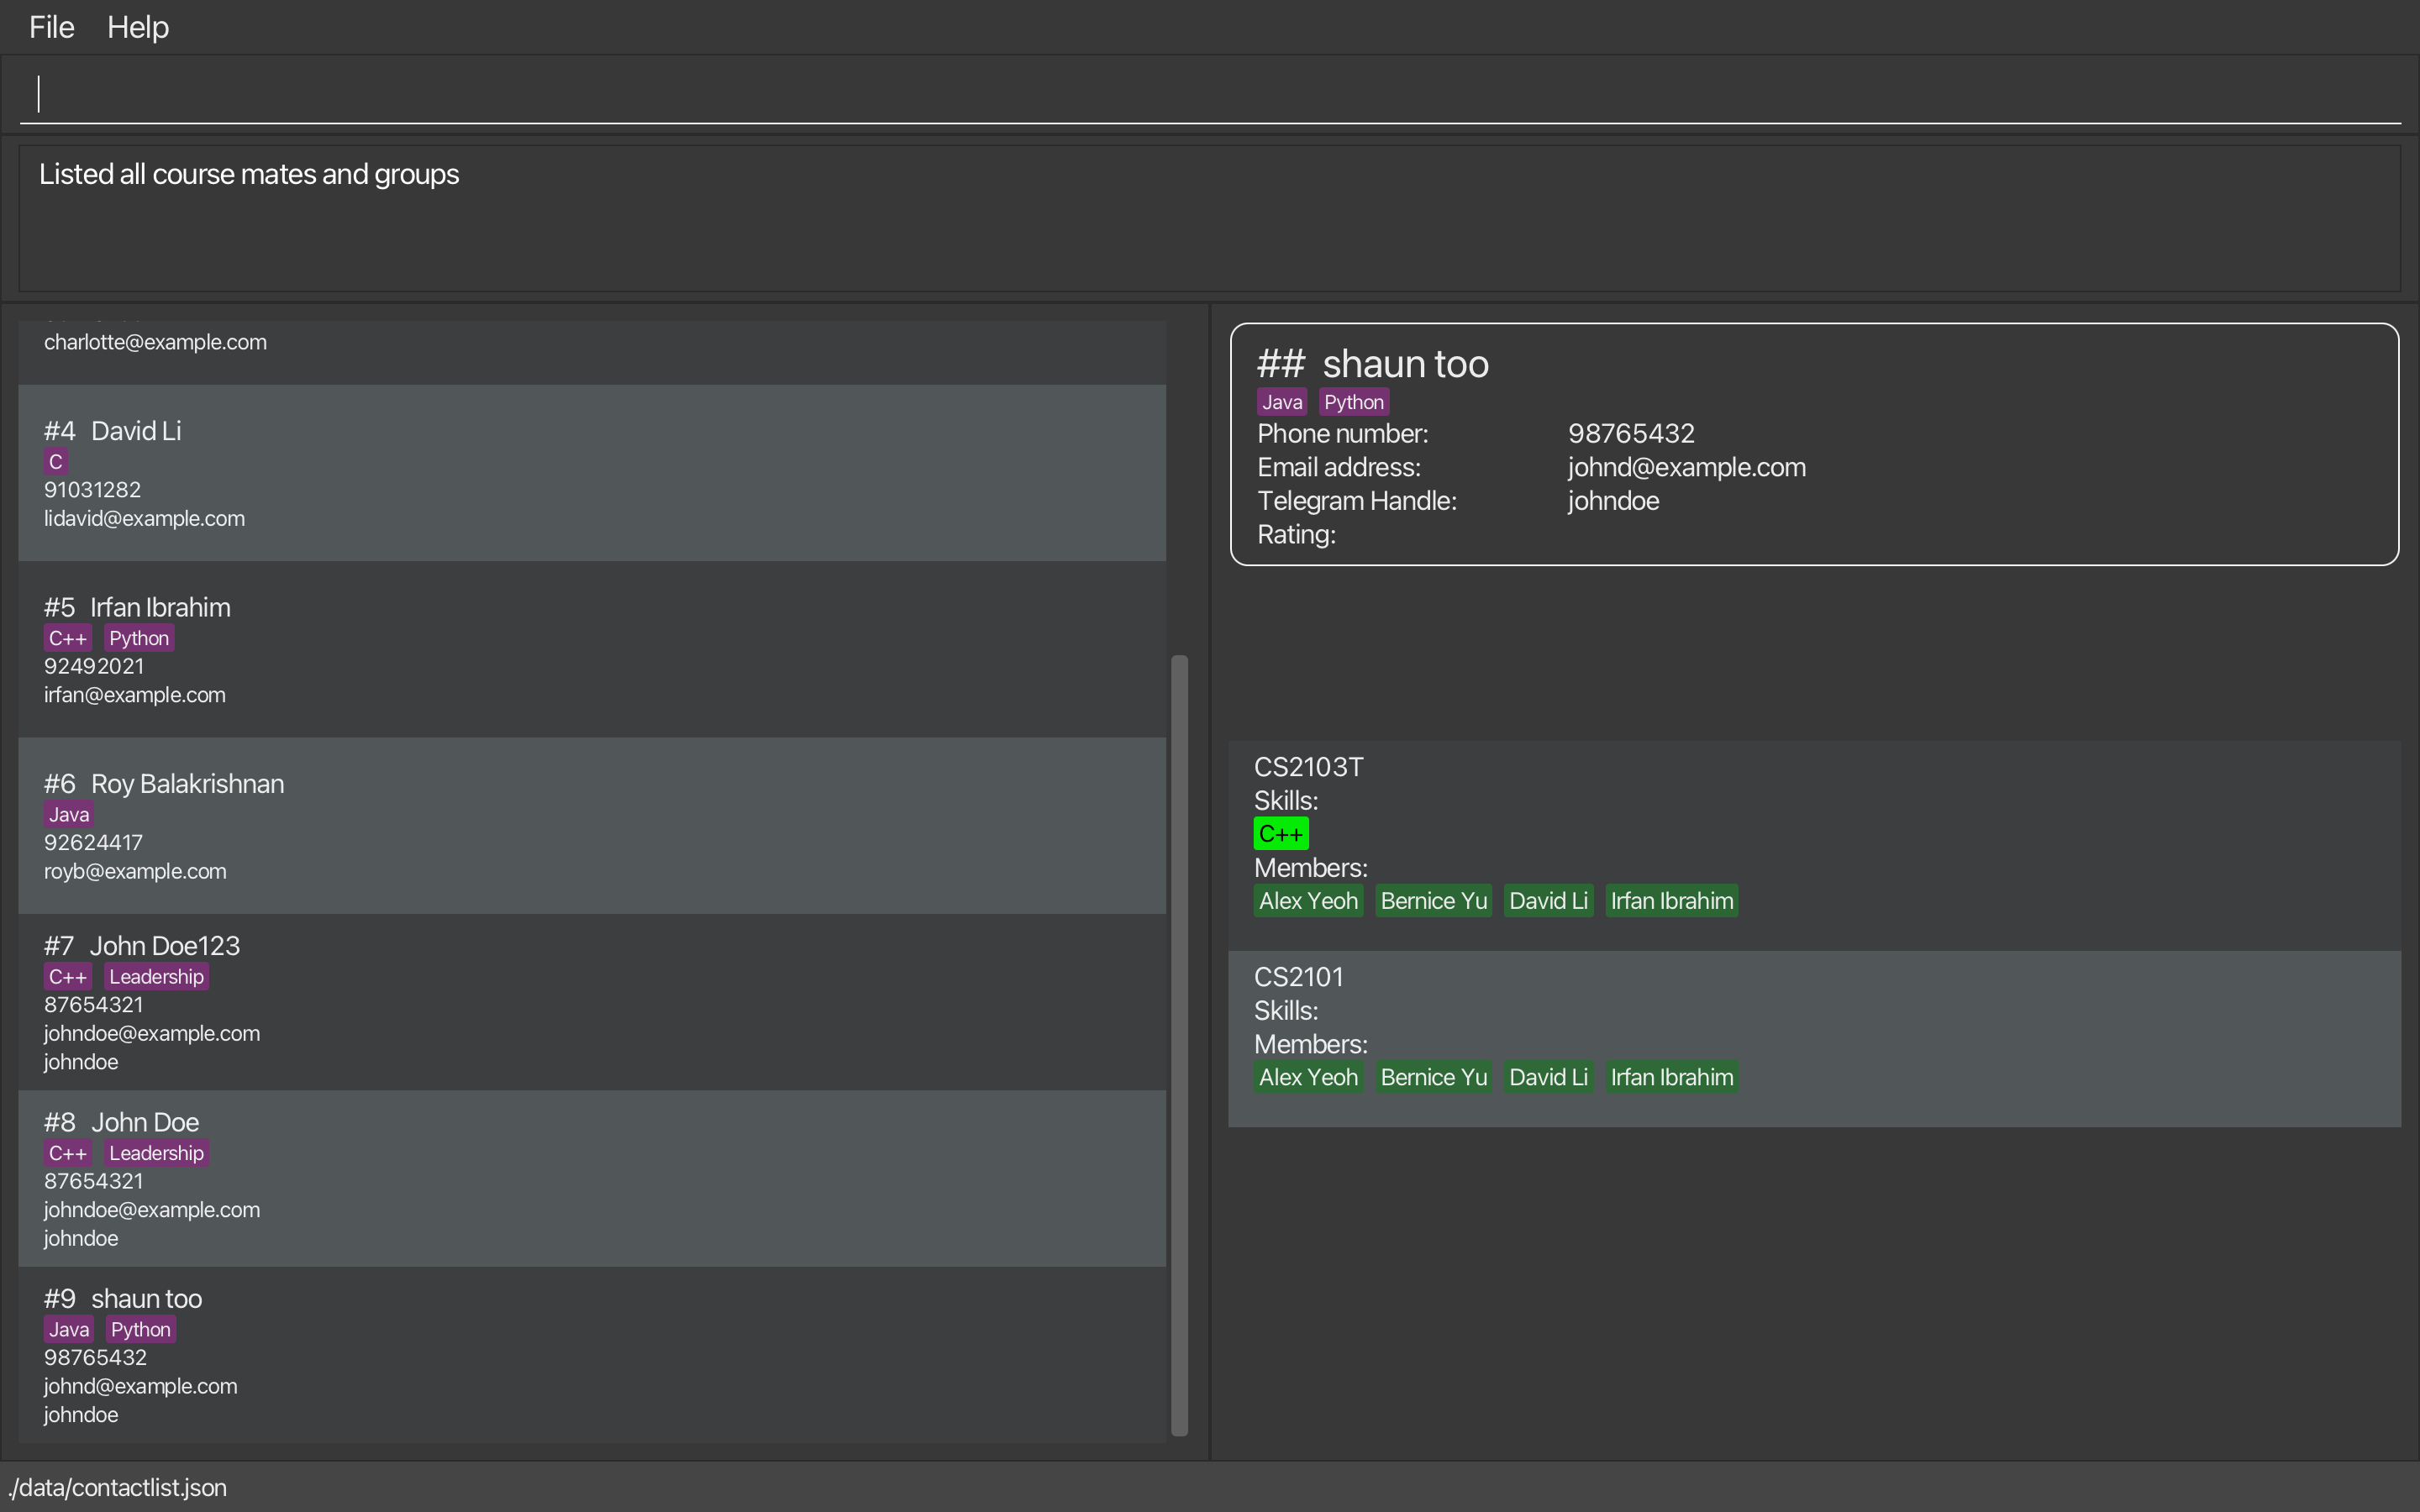 File Help
Listed all course mates and groups
charlotte@example.com
#4 David Li
C
91031282
lidavid@example.com
#5 Irfan Ibrahim
C++ Python
92492021
irfan@example.com
#6 Roy Balakrishnan
Java
92624417
royb@example.com
#7 John Doe123
C++ Leadership
87654321
johndoe@example.com
johndoe
#8 John Doe
C++ Leadership
87654321
johndoe@example.com
johndoe
#9 shaun too
Java Python
98765432
johnd@example.com
johndoe
## shaun too
Java Python
Phone number: 98765432
Email address: johnd@example.com
Telegram Handle: johndoe
Rating:
CS2103T
Skills:
C++
Members:
Alex Yeoh Bernice Yu David Li Irfan Ibrahim
CS2101
Skills:
Members:
Alex Yeoh Bernice Yu David Li Irfan Ibrahim
./data/contactlist.json